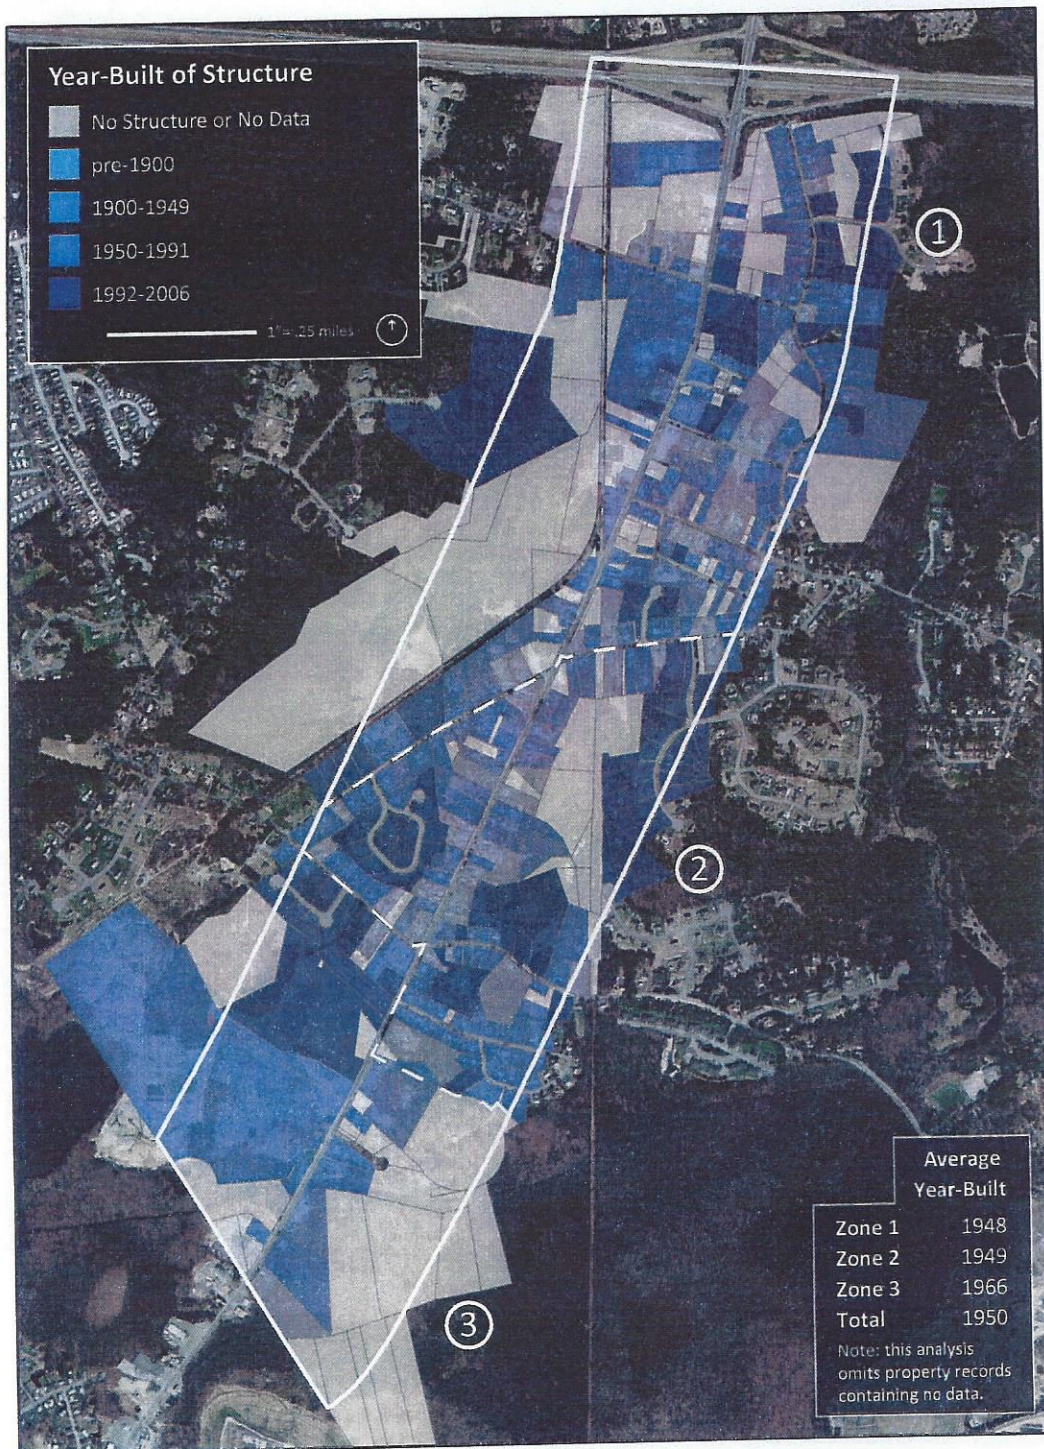 Year-Built of Structure
No Structure or No Data
pre-1900
1900-1949
1950-1991
1992-2006
1"=.25 miles
1
2
3
Average
Year-Built
Zone 1 1948
Zone 2 1949
Zone 3 1966
Total 1950
Note: this analysis
omits property records
containing no data.